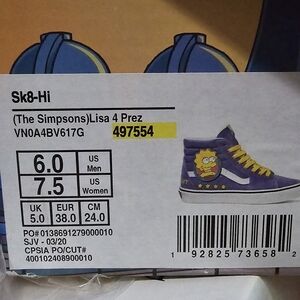 Sk8-Hi
(The Simpsons)Lisa 4 Prez
VN0A4BV617G 497554
6.0 US Men
7.5 US Women
UK EUR CM
5.0 38.0 24.0
PO# 0138691279000010
SJV - 03/20
CPSIA PO/CUT#
400102408900010
1 92825 73658 2